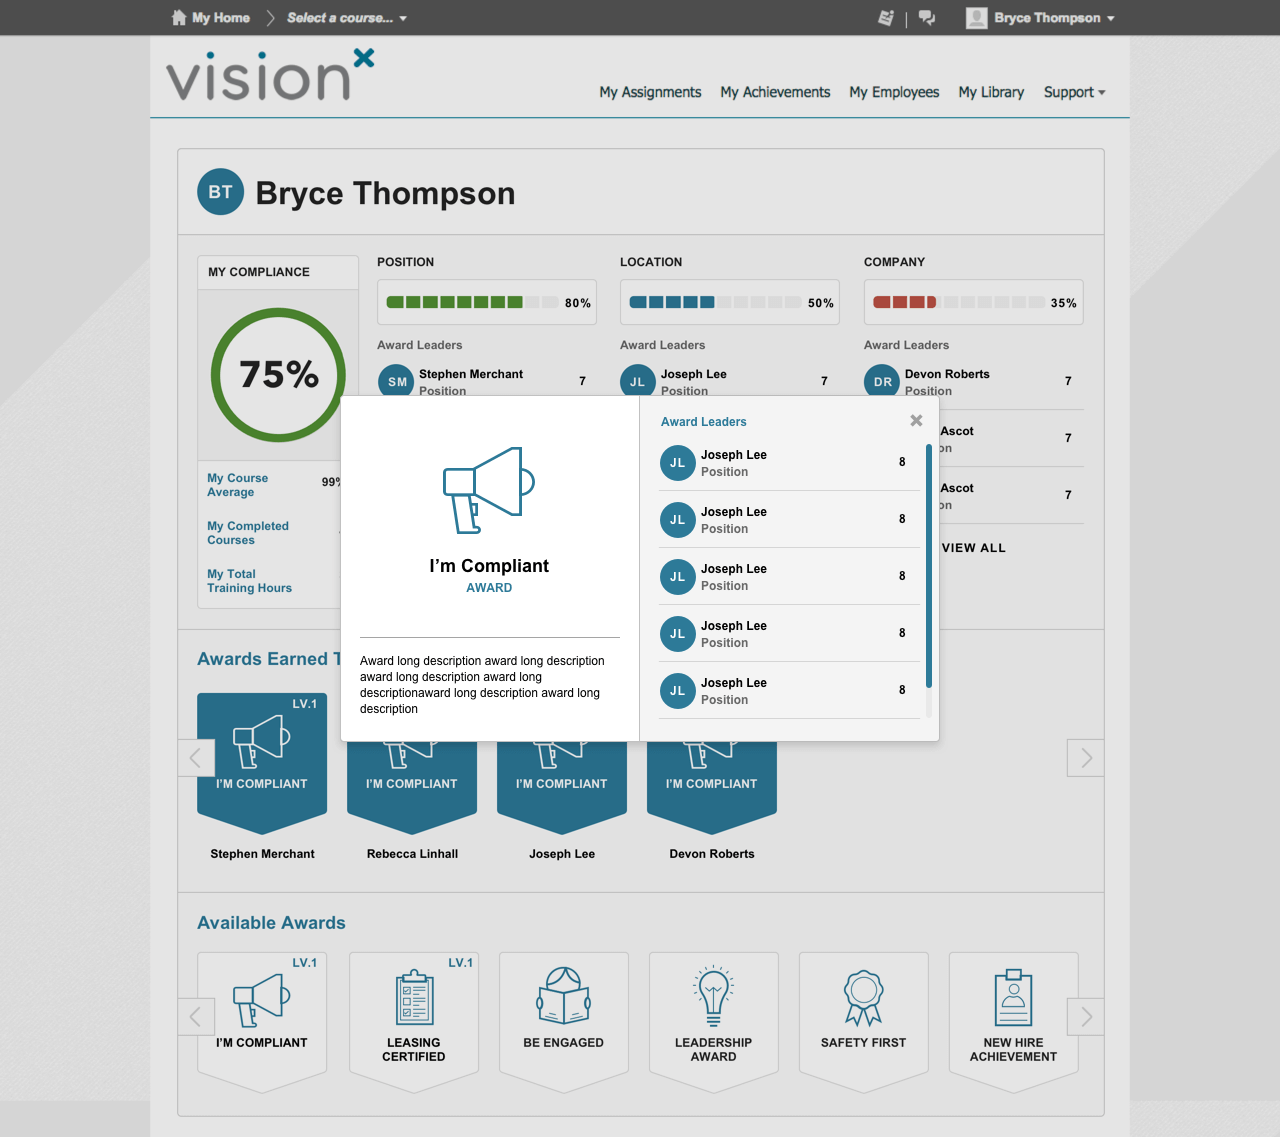 My Home
Select a course...
Bryce Thompson
visionx
My Assignments
My Achievements
My Employees
My Library
Support
BT
Bryce Thompson
MY COMPLIANCE
75%
My Course
Average
99%
My Completed
Courses
My Total
Training Hours
POSITION
80%
Award Leaders
SM
Stephen Merchant
Position
7
LOCATION
50%
Award Leaders
JL
Joseph Lee
Position
7
COMPANY
35%
Award Leaders
DR
Devon Roberts
Position
7
Ascot
7
Ascot
7
VIEW ALL
I'm Compliant
AWARD
Award long description award long description
award long description award long
descriptionaward long description award long
description
Award Leaders
JL
Joseph Lee
Position
8
JL
Joseph Lee
Position
8
JL
Joseph Lee
Position
8
JL
Joseph Lee
Position
8
JL
Joseph Lee
Position
8
Awards Earned
LV.1
I'M COMPLIANT
Stephen Merchant
I'M COMPLIANT
Rebecca Linhall
I'M COMPLIANT
Joseph Lee
I'M COMPLIANT
Devon Roberts
Available Awards
LV.1
I'M COMPLIANT
LV.1
LEASING
CERTIFIED
BE ENGAGED
LEADERSHIP
AWARD
SAFETY FIRST
NEW HIRE
ACHIEVEMENT